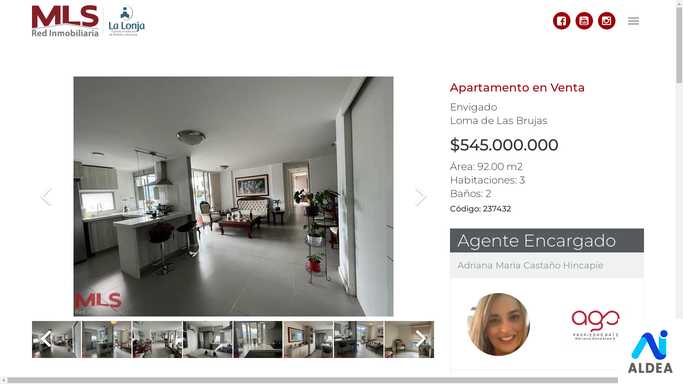 MLS
Red Inmobiliaria
La Lonja
Apartamento en Venta
Envigado
Loma de Las Brujas
$545.000.000
Área: 92.00 m2
Habitaciones: 3
Baños: 2
Código: 237432
Agente Encargado
Adriana Maria Castaño Hincapie
MLS
ago
ALDEA